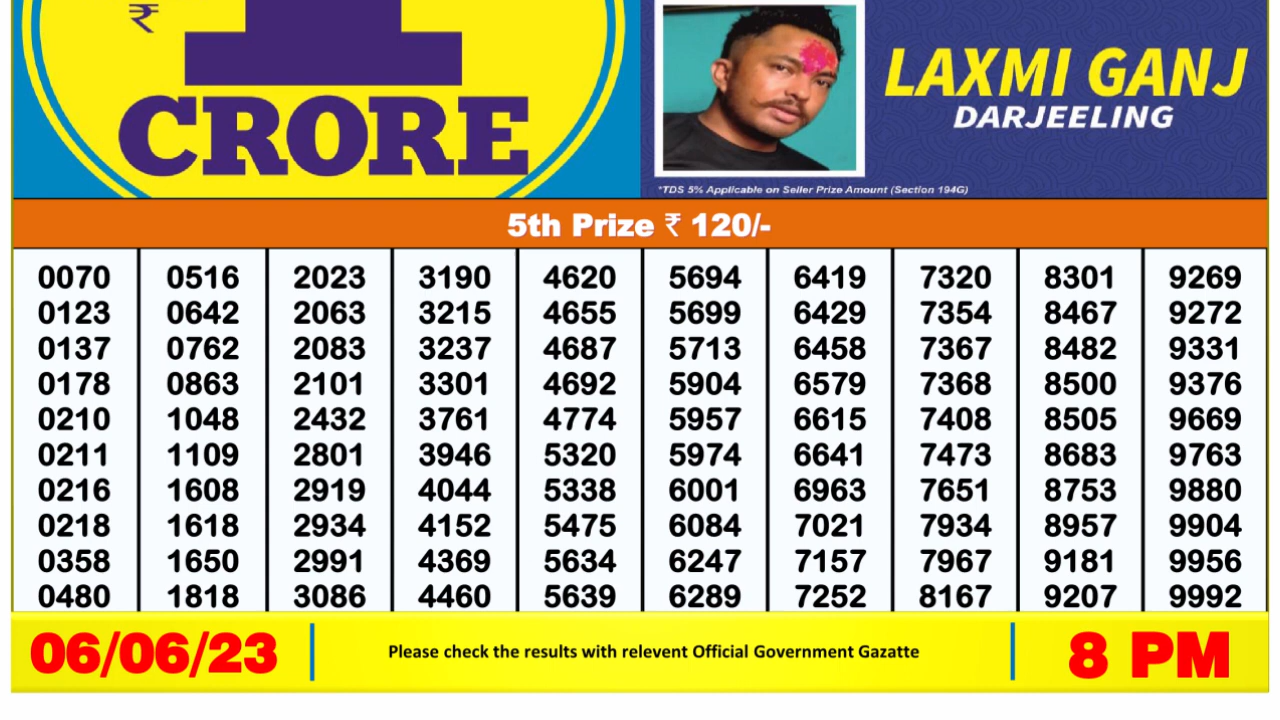 ₹
1
CRORE
LAXMI GANJ
DARJEELING
*TDS 5% Applicable on Seller Prize Amount (Section 194G)
5th Prize ₹ 120/-
0070 0516 2023 3190 4620 5694 6419 7320 8301 9269
0123 0642 2063 3215 4655 5699 6429 7354 8467 9272
0137 0762 2083 3237 4687 5713 6458 7367 8482 9331
0178 0863 2101 3301 4692 5904 6579 7368 8500 9376
0210 1048 2432 3761 4774 5957 6615 7408 8505 9669
0211 1109 2801 3946 5320 5974 6641 7473 8683 9763
0216 1608 2919 4044 5338 6001 6963 7651 8753 9880
0218 1618 2934 4152 5475 6084 7021 7934 8957 9904
0358 1650 2991 4369 5634 6247 7157 7967 9181 9956
0480 1818 3086 4460 5639 6289 7252 8167 9207 9992
06/06/23
Please check the results with relevent Official Government Gazatte
8 PM